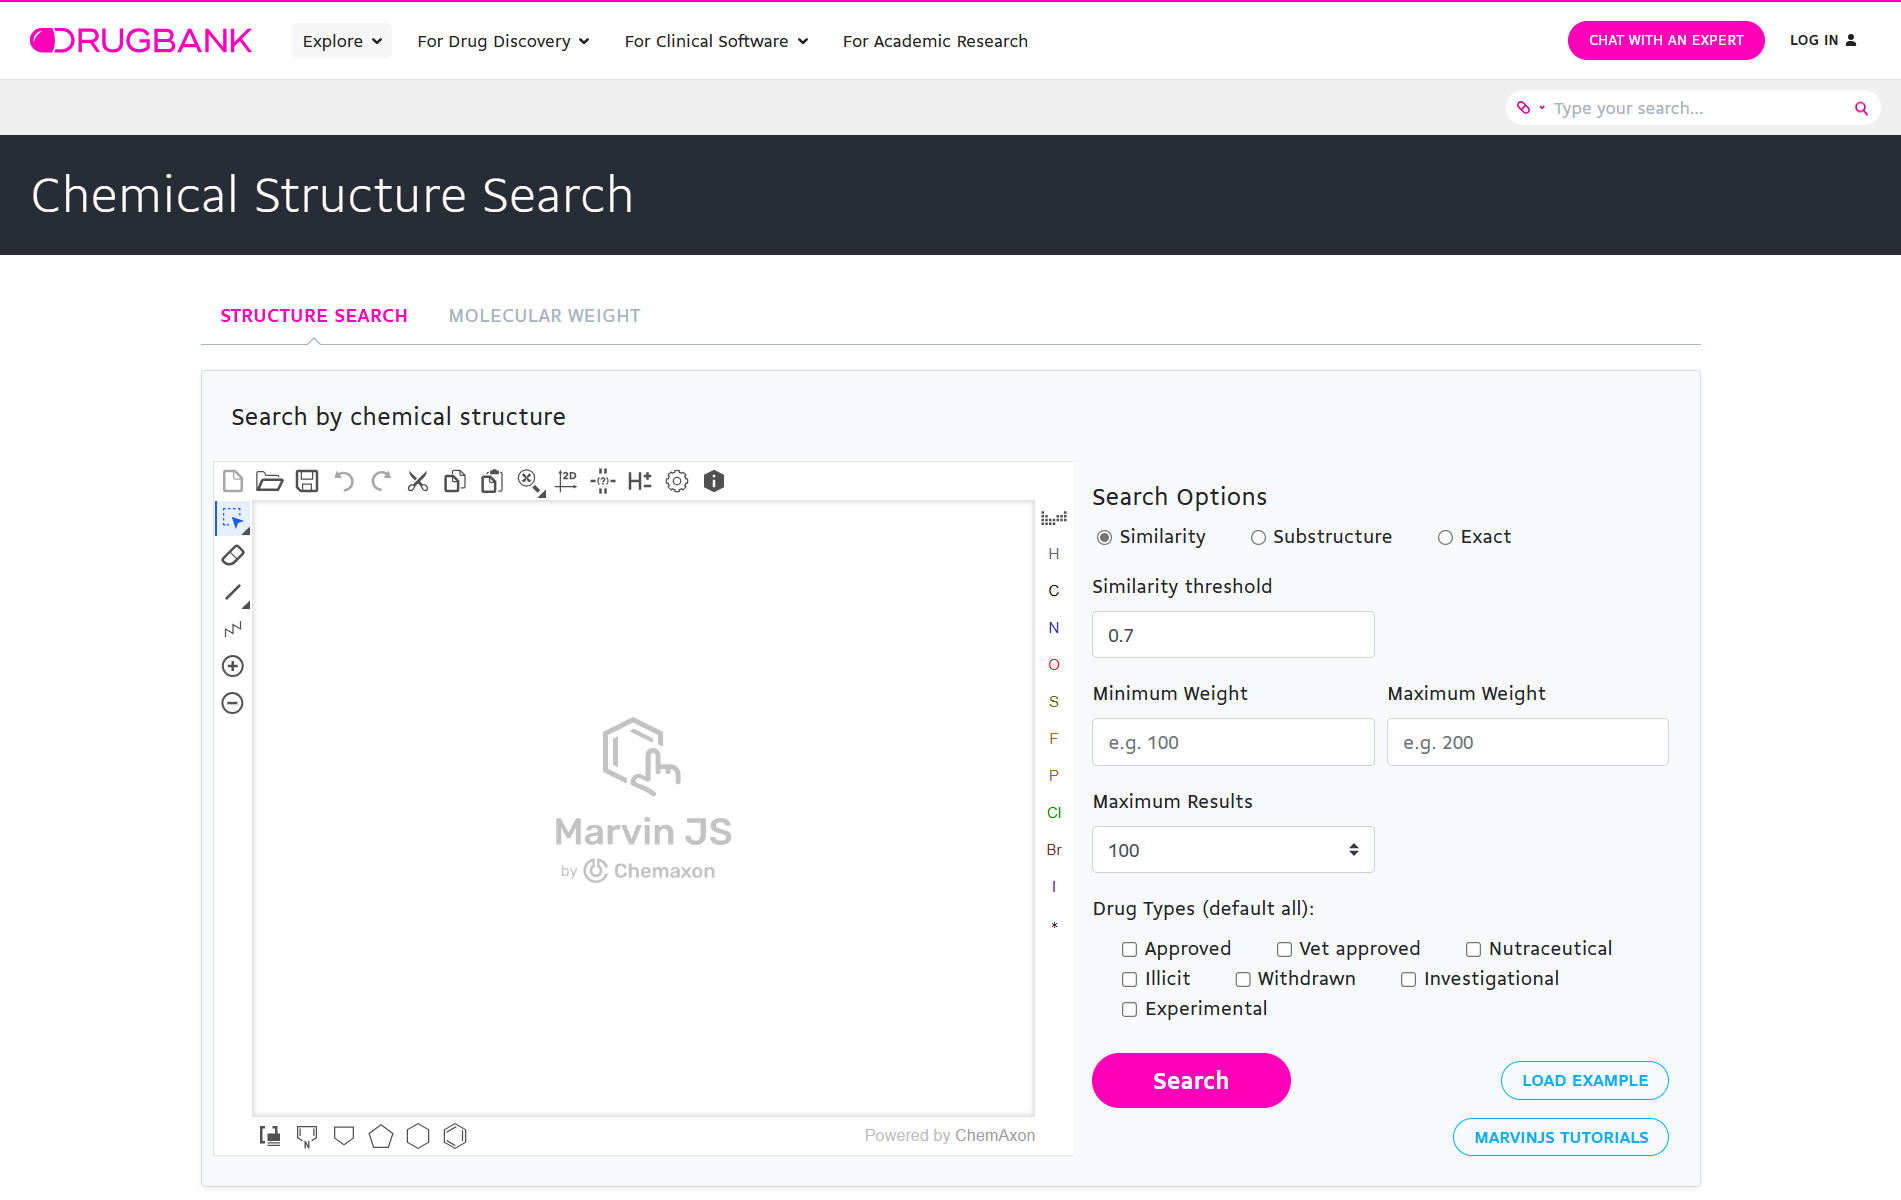 DRUGBANK
Explore
For Drug Discovery
For Clinical Software
For Academic Research
CHAT WITH AN EXPERT
LOG IN
Type your search...
Chemical Structure Search
STRUCTURE SEARCH
MOLECULAR WEIGHT
Search by chemical structure
2D
(?)
H±
H
C
N
O
S
F
P
Cl
Br
I
*
Marvin JS
by Chemaxon
N
Powered by ChemAxon
Search Options
Similarity
Substructure
Exact
Similarity threshold
0.7
Minimum Weight
Maximum Weight
e.g. 100
e.g. 200
Maximum Results
100
Drug Types (default all):
Approved
Vet approved
Nutraceutical
Illicit
Withdrawn
Investigational
Experimental
Search
LOAD EXAMPLE
MARVINJS TUTORIALS